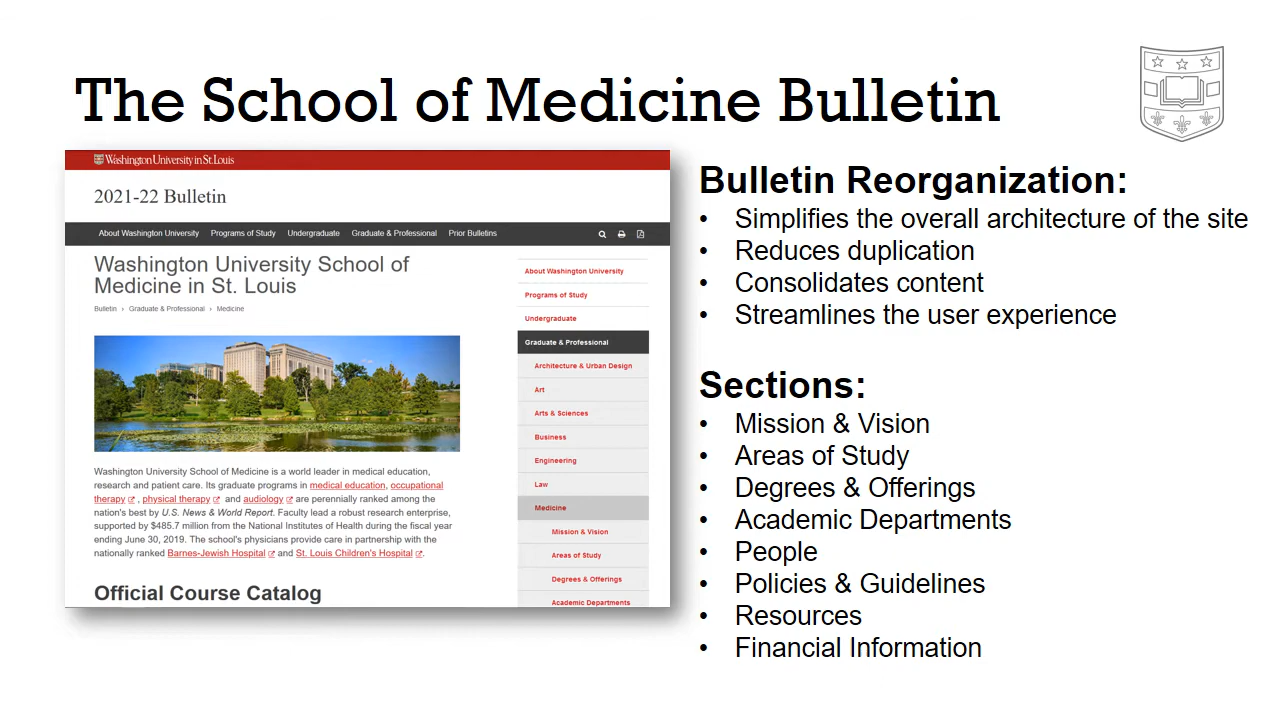 The School of Medicine Bulletin
Washington University in St. Louis
2021-22 Bulletin
About Washington University Programs of Study Undergraduate Graduate & Professional Prior Bulletins
Washington University School of
Medicine in St. Louis
Bulletin › Graduate & Professional › Medicine
Washington University School of Medicine is a world leader in medical education,
research and patient care. Its graduate programs in medical education, occupational
therapy , physical therapy and audiology are perennially ranked among the
nation's best by U.S. News & World Report. Faculty lead a robust research enterprise,
supported by $485.7 million from the National Institutes of Health during the fiscal year
ending June 30, 2019. The school's physicians provide care in partnership with the
nationally ranked Barnes-Jewish Hospital and St. Louis Children's Hospital .
Official Course Catalog
About Washington University
Programs of Study
Undergraduate
Graduate & Professional
Architecture & Urban Design
Art
Arts & Sciences
Business
Engineering
Law
Medicine
Mission & Vision
Areas of Study
Degrees & Offerings
Academic Departments
Bulletin Reorganization:
• Simplifies the overall architecture of the site
• Reduces duplication
• Consolidates content
• Streamlines the user experience
Sections:
• Mission & Vision
• Areas of Study
• Degrees & Offerings
• Academic Departments
• People
• Policies & Guidelines
• Resources
• Financial Information